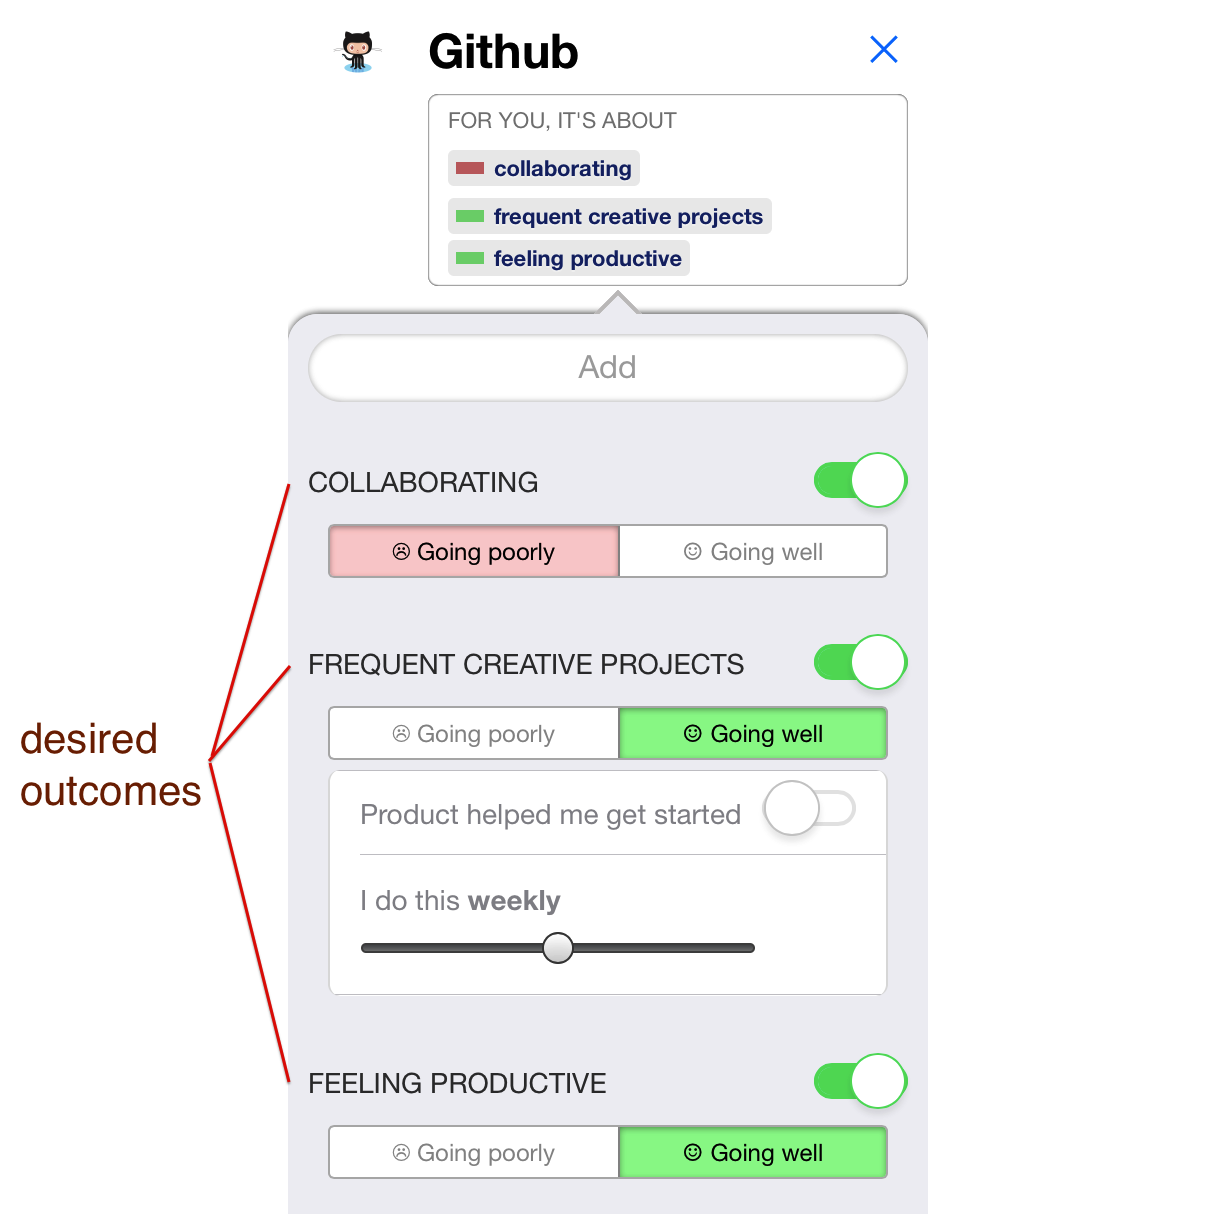 Github
FOR YOU, IT'S ABOUT
collaborating
frequent creative projects
feeling productive
Add
COLLABORATING
☹ Going poorly
☺ Going well
FREQUENT CREATIVE PROJECTS
☹ Going poorly
☺ Going well
desired
outcomes
Product helped me get started
I do this weekly
FEELING PRODUCTIVE
☹ Going poorly
☺ Going well